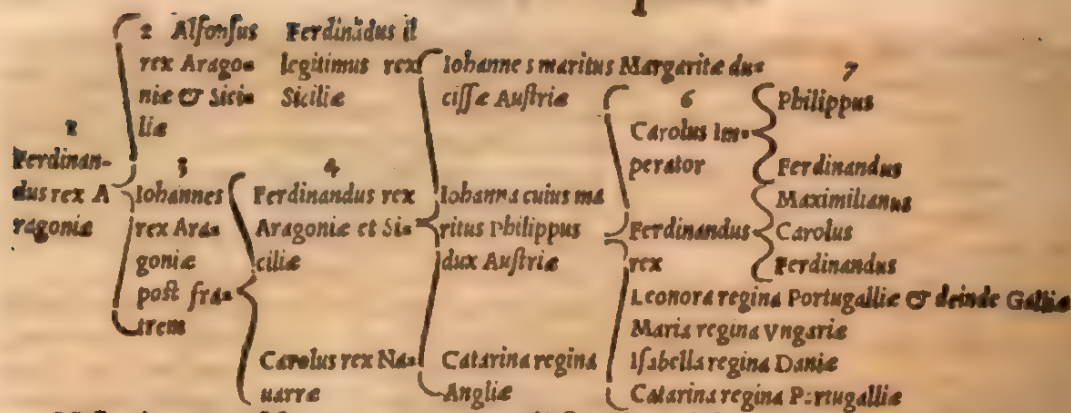 1
2 Alfonsus
rex Arago=
niæ & Sici=
liæ
Ferdinādus il
legitimus rex
Siciliæ
Iohannes maritus Margaritæ du=
cissæ Austriæ
6
Carolus Im=
perator
7
Philippus
Ferdinandus
Ferdinan-
dus rex A
ragoniæ
3
Iohannes
rex Ara=
goniæ
post fra=
trem
4
Ferdinandus rex
Aragoniæ et Si=
ciliæ
Iohanna cuius ma
ritus Philippus
dux Austriæ
Ferdinandus
rex
Maximilianus
Carolus
Ferdinandus
Leonora regina Portugalliæ & deinde Galliæ
Maria regina Vngariæ
Isabella regina Daniæ
Catarina regina Portugalliæ
Carolus rex Na=
uarræ
Catarina regina
Angliæ